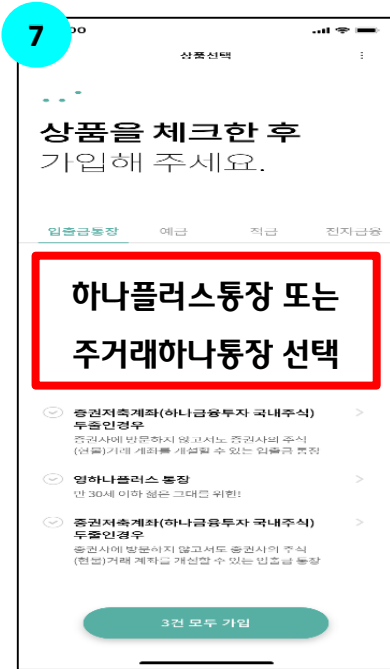 7
00
상품선택
상품을 체크한 후
가입해 주세요.
입출금통장 예금 적금 전자금융
하나플러스통장 또는
주거래하나통장 선택
증권저축계좌(하나금융투자 국내주식)
두줄인경우
증권사에 방문하지 않고서도 증권사의 주식
(현물)거래 계좌를 개설할 수 있는 입출금 통장
영하나플러스 통장
만 30세 이하 젊은 그대를 위한!
증권저축계좌(하나금융투자 국내주식)
두줄인경우
증권사에 방문하지 않고서도 증권사의 주식
(현물)거래 계좌를 개설할 수 있는 입출금 통장
3건 모두 가입